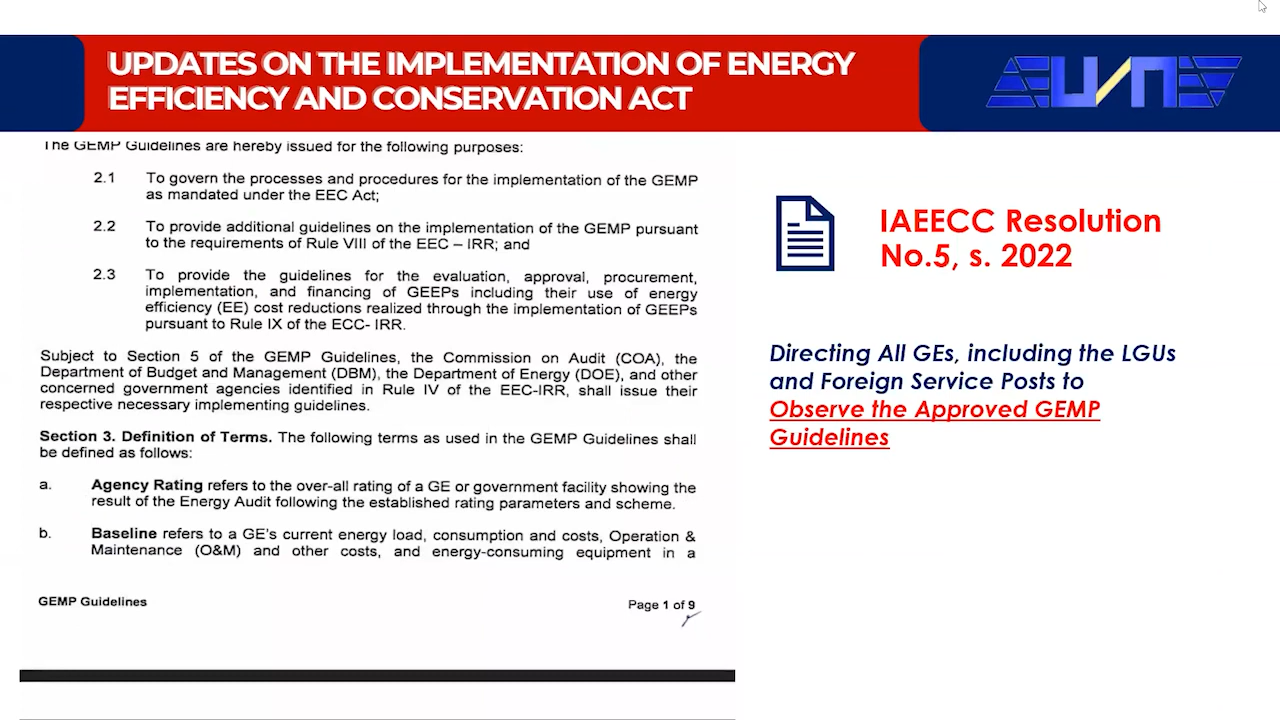 UPDATES ON THE IMPLEMENTATION OF ENERGY
EFFICIENCY AND CONSERVATION ACT
The GEMP Guidelines are hereby issued for the following purposes:
2.1 To govern the processes and procedures for the implementation of the GEMP
as mandated under the EEC Act;
2.2 To provide additional guidelines on the implementation of the GEMP pursuant
to the requirements of Rule VIII of the EEC – IRR; and
2.3 To provide the guidelines for the evaluation, approval, procurement,
implementation, and financing of GEEPs including their use of energy
efficiency (EE) cost reductions realized through the implementation of GEEPs
pursuant to Rule IX of the ECC- IRR.
Subject to Section 5 of the GEMP Guidelines, the Commission on Audit (COA), the
Department of Budget and Management (DBM), the Department of Energy (DOE), and other
concerned government agencies identified in Rule IV of the EEC-IRR, shall issue their
respective necessary implementing guidelines.
Section 3. Definition of Terms. The following terms as used in the GEMP Guidelines shall
be defined as follows:
a. Agency Rating refers to the over-all rating of a GE or government facility showing the
result of the Energy Audit following the established rating parameters and scheme.
b. Baseline refers to a GE's current energy load, consumption and costs, Operation &
Maintenance (O&M) and other costs, and energy-consuming equipment in a
GEMP Guidelines
Page 1 of 9
IAEECC Resolution
No.5, s. 2022
Directing All GEs, including the LGUs
and Foreign Service Posts to
Observe the Approved GEMP
Guidelines